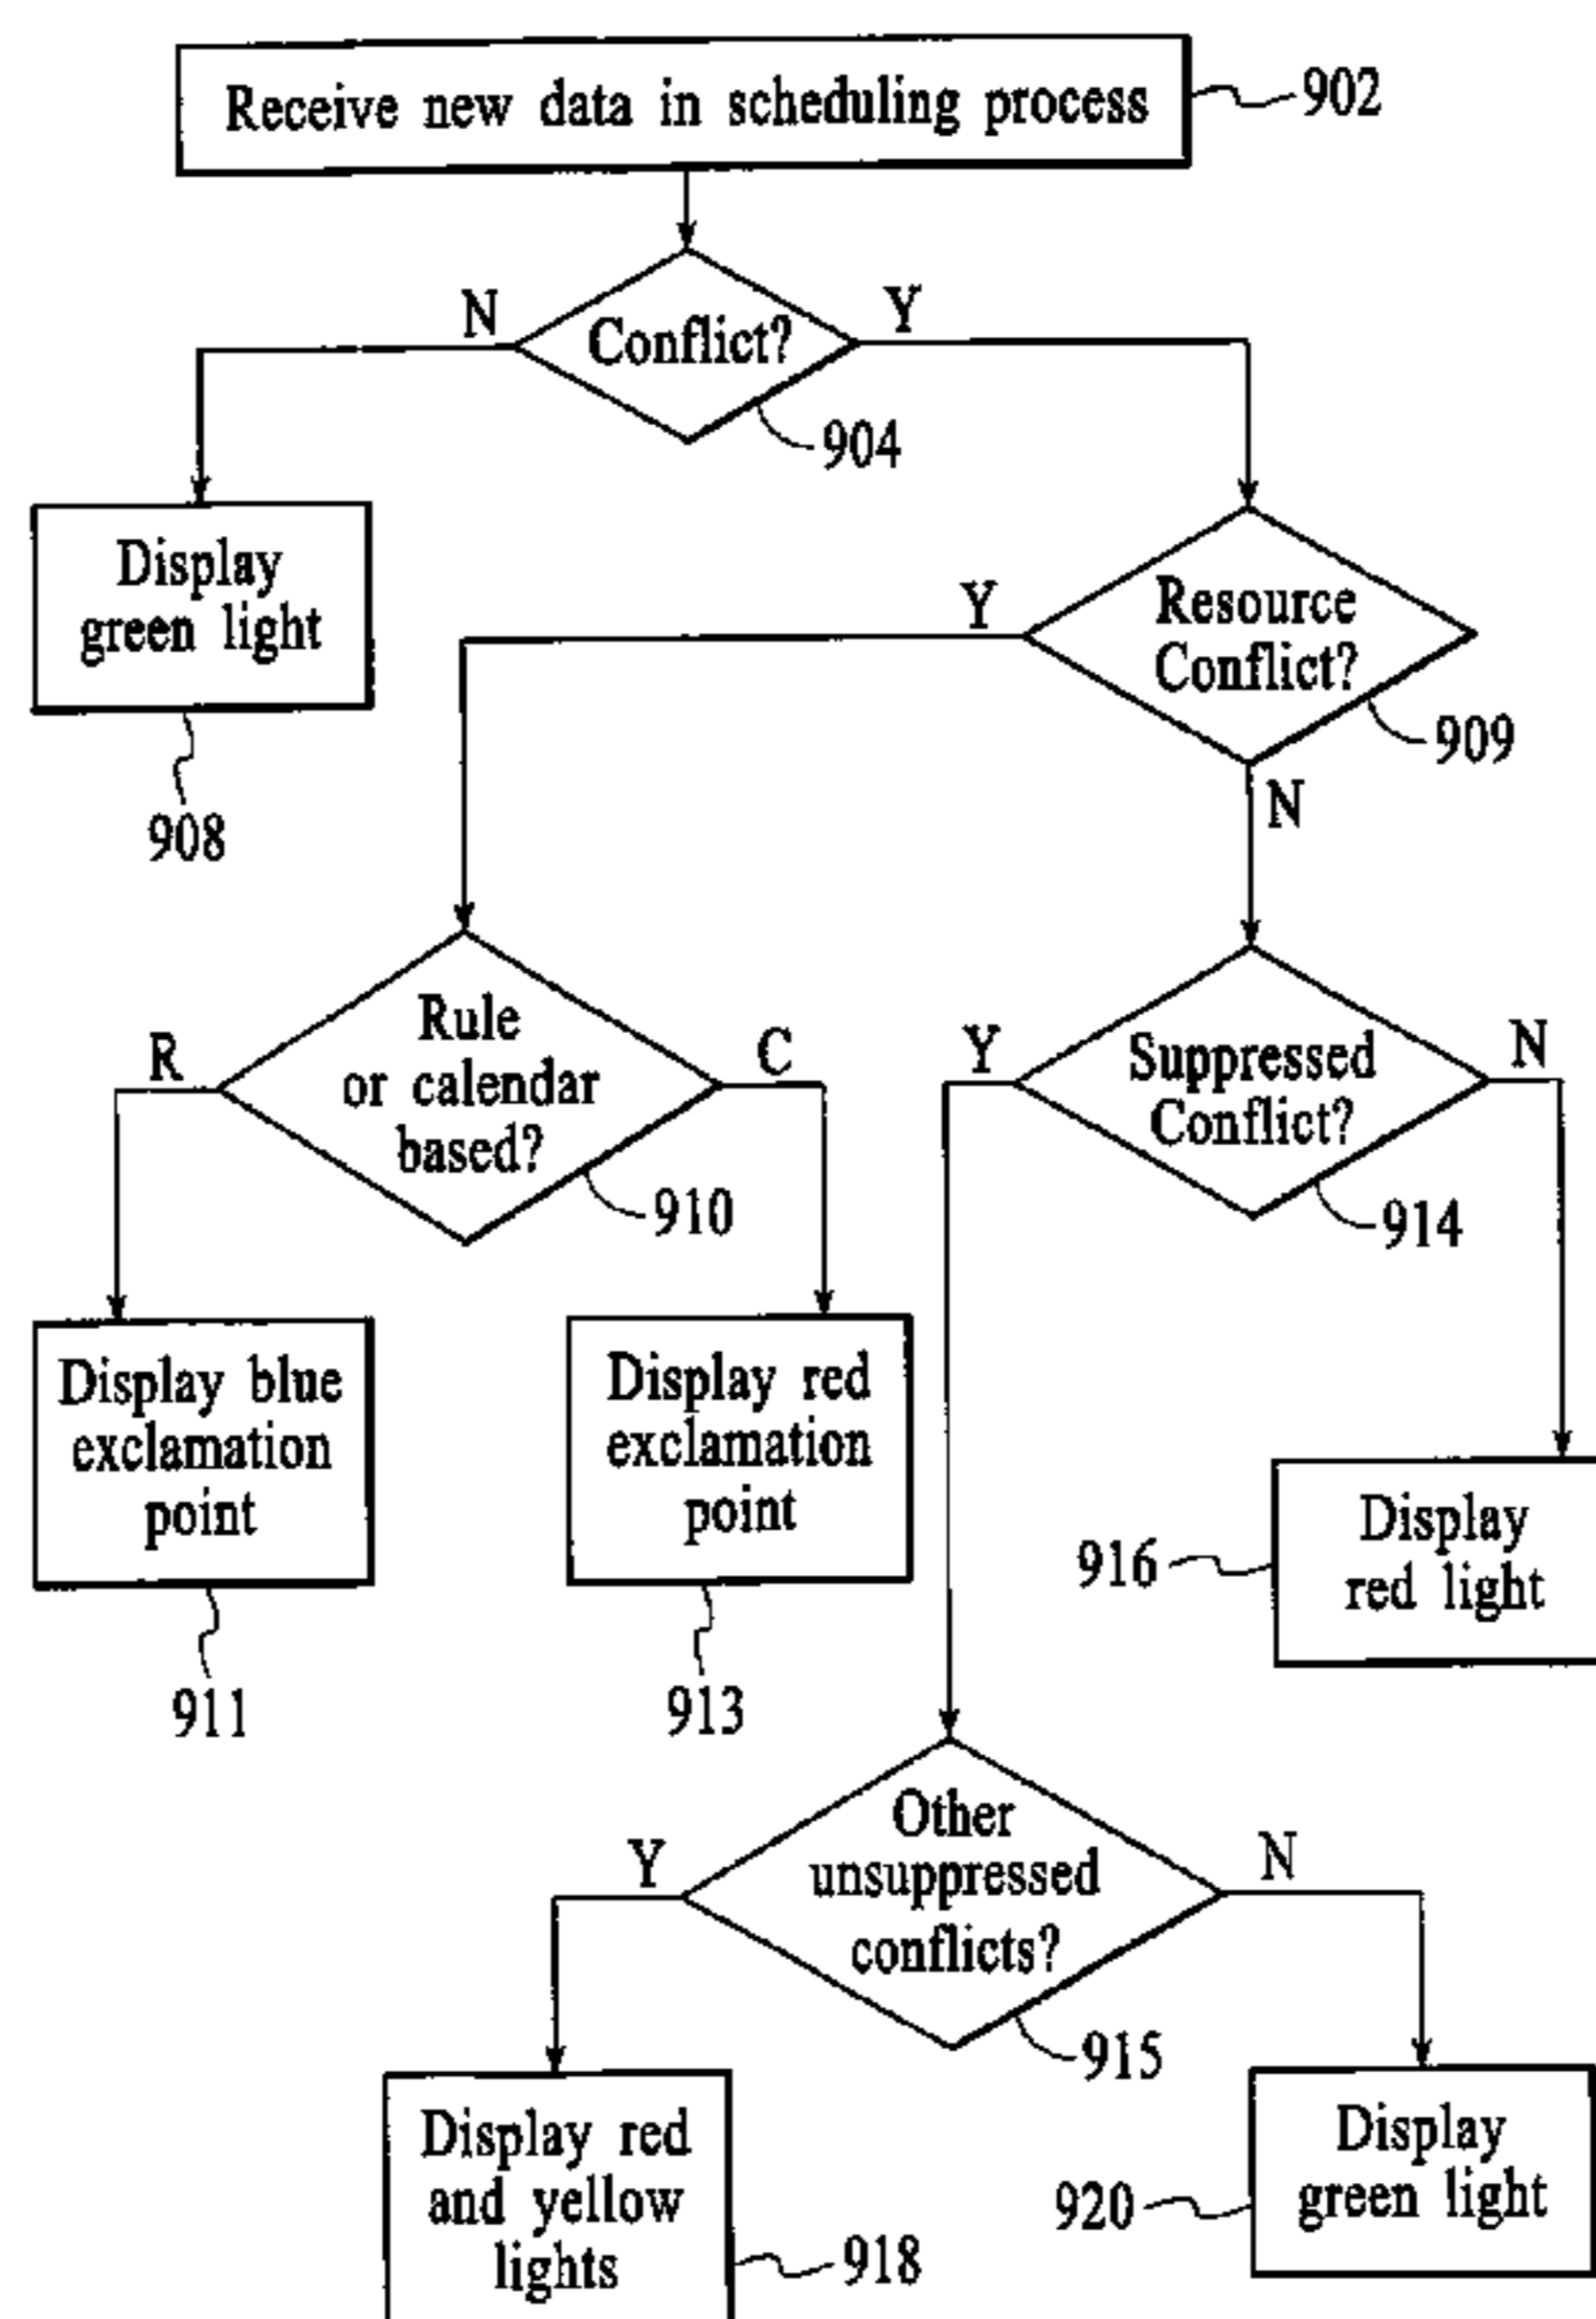 Receive new data in scheduling process
902
N
Conflict?
Y
904
Display
green light
908
Y
Resource
Conflict?
909
N
R
Rule
or calendar
based?
C
910
Y
Suppressed
Conflict?
N
914
Display blue
exclamation
point
911
Display red
exclamation
point
913
916
Display
red light
Y
Other
unsuppressed
conflicts?
N
915
Display red
and yellow
lights
918
920
Display
green light